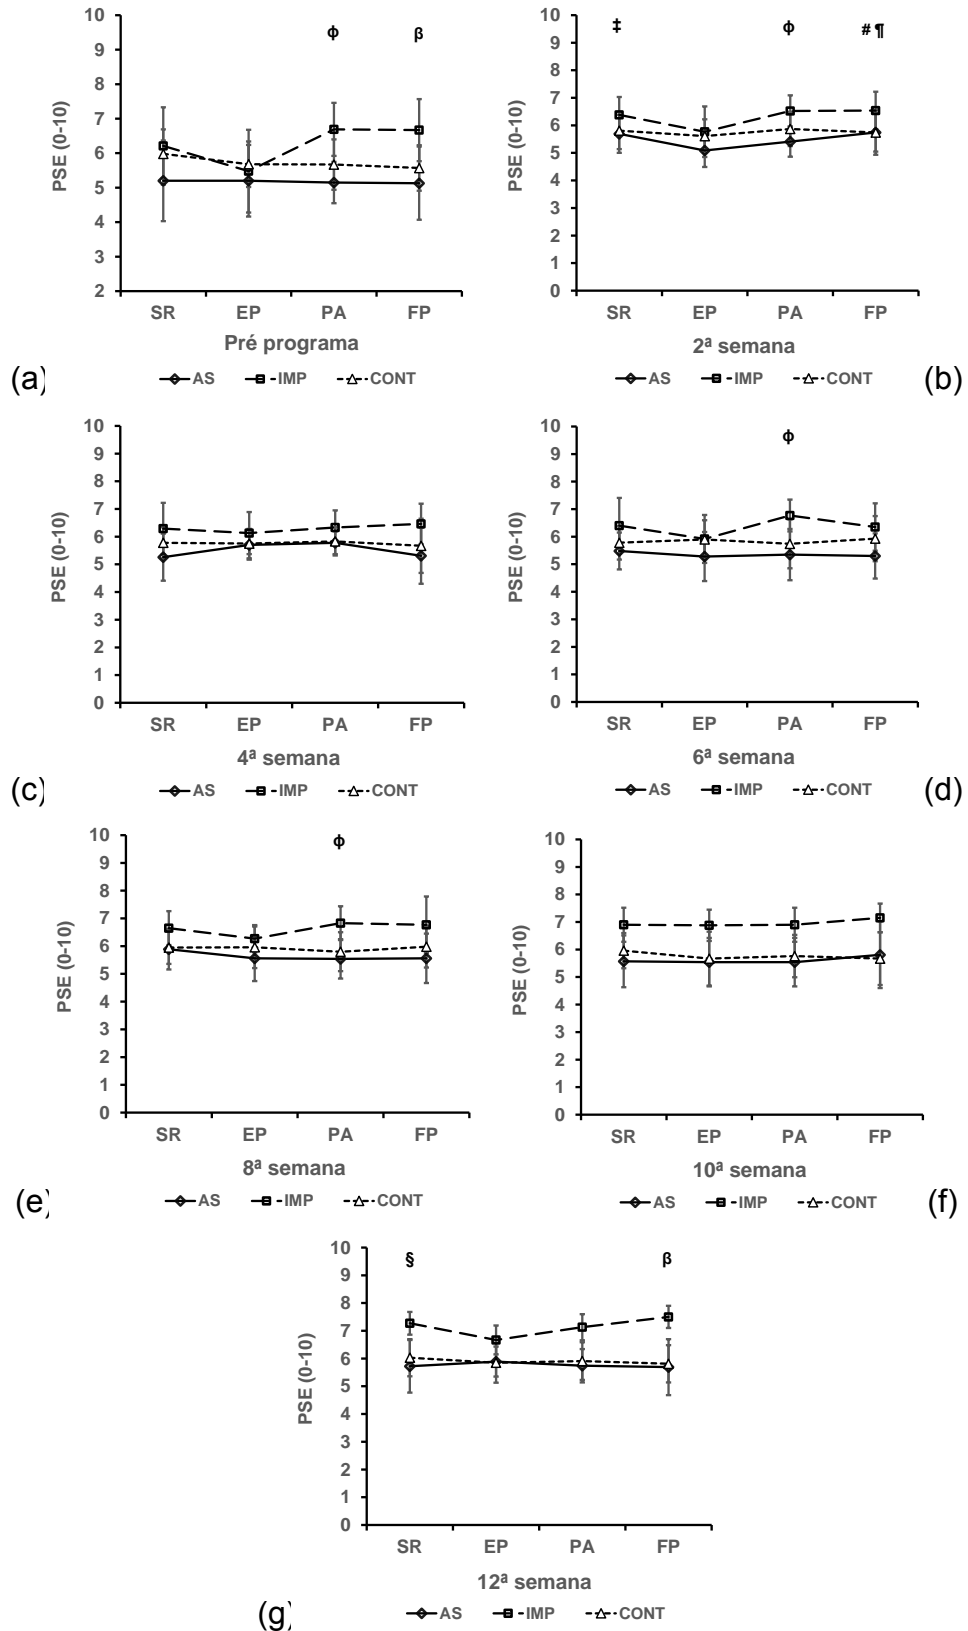 10
9
8
7
6
5
4
3
2
PSE (0-10)
ϕ
β
SR EP PA FP
Pré programa
AS IMP CONT
(a)
10
9
8
7
6
5
4
3
2
1
0
PSE (0-10)
‡
ϕ
# ¶
SR EP PA FP
2ª semana
AS IMP CONT
(b)
10
9
8
7
6
5
4
3
2
1
0
PSE (0-10)
SR EP PA FP
4ª semana
AS IMP CONT
(c)
10
9
8
7
6
5
4
3
2
1
0
PSE (0-10)
ϕ
SR EP PA FP
6ª semana
AS IMP CONT
(d)
10
9
8
7
6
5
4
3
2
1
0
PSE (0-10)
ϕ
SR EP PA FP
8ª semana
AS IMP CONT
(e)
10
9
8
7
6
5
4
3
2
1
0
PSE (0-10)
SR EP PA FP
10ª semana
AS IMP CONT
(f)
10
9
8
7
6
5
4
3
2
1
0
PSE (0-10)
§
β
SR EP PA FP
12ª semana
AS IMP CONT
(g)